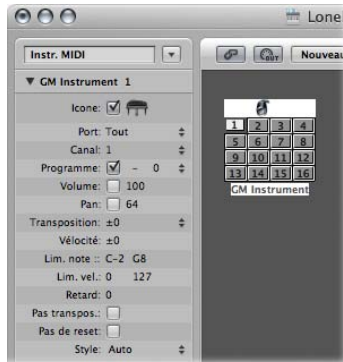 Lone
Instr. MIDI
OUT Nouveau
GM Instrument 1
Icone:
Port: Tout
Canal: 1
Programme: - 0
Volume: 100
Pan: 64
Transposition: ±0
Vélocité: ±0
Lim. note :: C-2 G8
Lim. vel.: 0 127
Retard: 0
Pas transpos.:
Pas de reset:
Style: Auto
1 2 3 4
5 6 7 8
9 10 11 12
13 14 15 16
GM Instrument